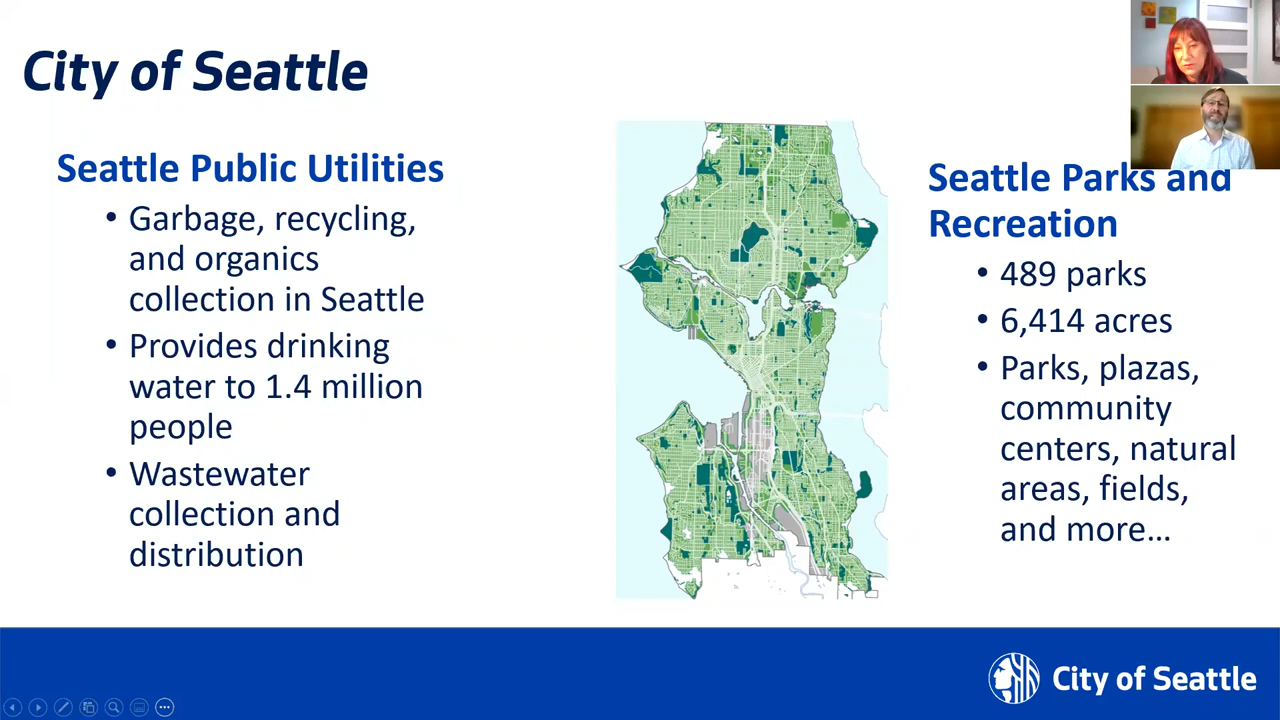 City of Seattle
Seattle Public Utilities
• Garbage, recycling,
and organics
collection in Seattle
• Provides drinking
water to 1.4 million
people
• Wastewater
collection and
distribution
Seattle Parks and
Recreation
• 489 parks
• 6,414 acres
• Parks, plazas,
community
centers, natural
areas, fields,
and more…
City of Seattle